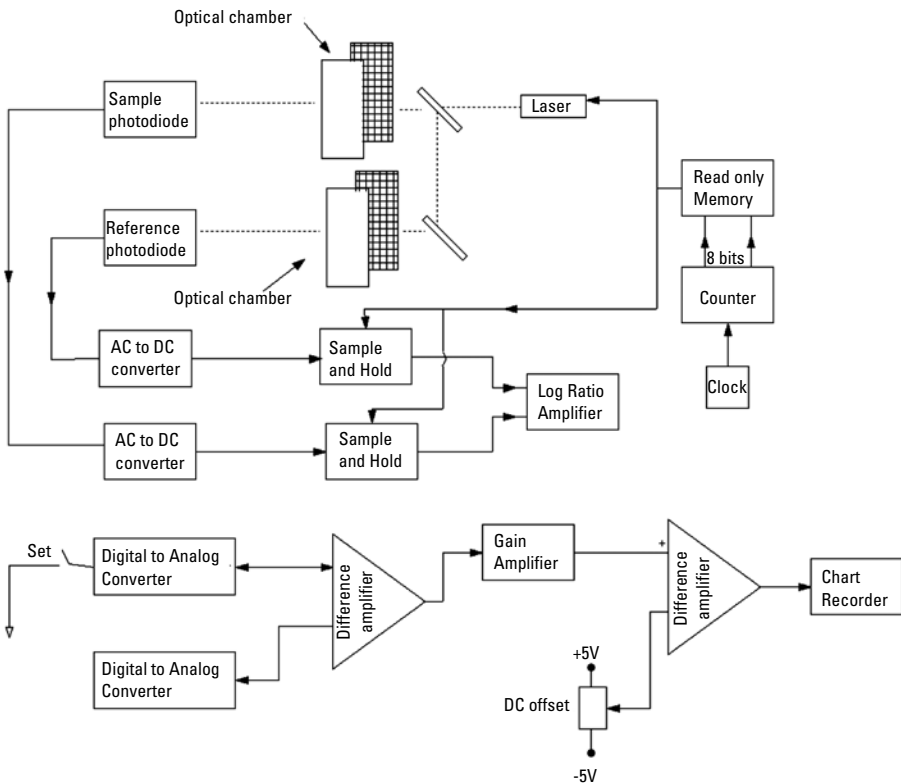 Optical chamber
Sample
photodiode
Laser
Read only
Memory
Reference
photodiode
8 bits
Optical chamber
Counter
AC to DC
converter
Sample
and Hold
Log Ratio
Amplifier
Clock
AC to DC
converter
Sample
and Hold
Set
Digital to Analog
Converter
Difference
amplifier
Gain
Amplifier
+
Difference
amplifier
Chart
Recorder
Digital to Analog
Converter
+5V
DC offset
-5V